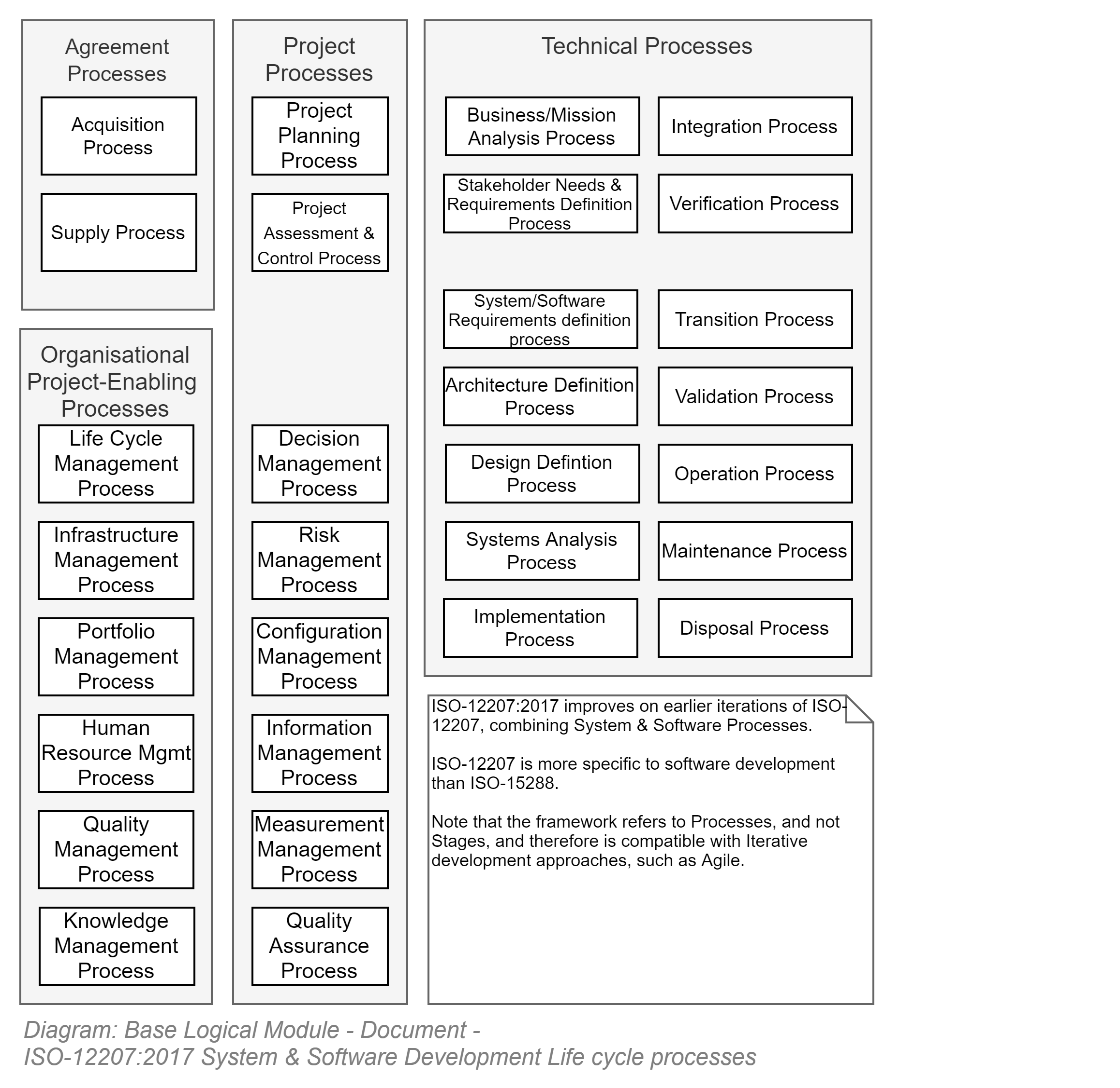 Agreement
Processes
Acquisition
Process
Supply Process
Organisational
Project-Enabling
Processes
Life Cycle
Management
Process
Infrastructure
Management
Process
Portfolio
Management
Process
Human
Resource Mgmt
Process
Quality
Management
Process
Knowledge
Management
Process
Project
Processes
Project
Planning
Process
Project
Assessment &
Control Process
Decision
Management
Process
Risk
Management
Process
Configuration
Management
Process
Information
Management
Process
Measurement
Management
Process
Quality
Assurance
Process
Technical Processes
Business/Mission
Analysis Process
Stakeholder Needs &
Requirements Definition
Process
System/Software
Requirements definition
process
Architecture Definition
Process
Design Defintion
Process
Systems Analysis
Process
Implementation
Process
Integration Process
Verification Process
Transition Process
Validation Process
Operation Process
Maintenance Process
Disposal Process
ISO-12207:2017 improves on earlier iterations of ISO-
12207, combining System & Software Processes.
ISO-12207 is more specific to software development
than ISO-15288.
Note that the framework refers to Processes, and not
Stages, and therefore is compatible with Iterative
development approaches, such as Agile.
Diagram: Base Logical Module - Document -
ISO-12207:2017 System & Software Development Life cycle processes